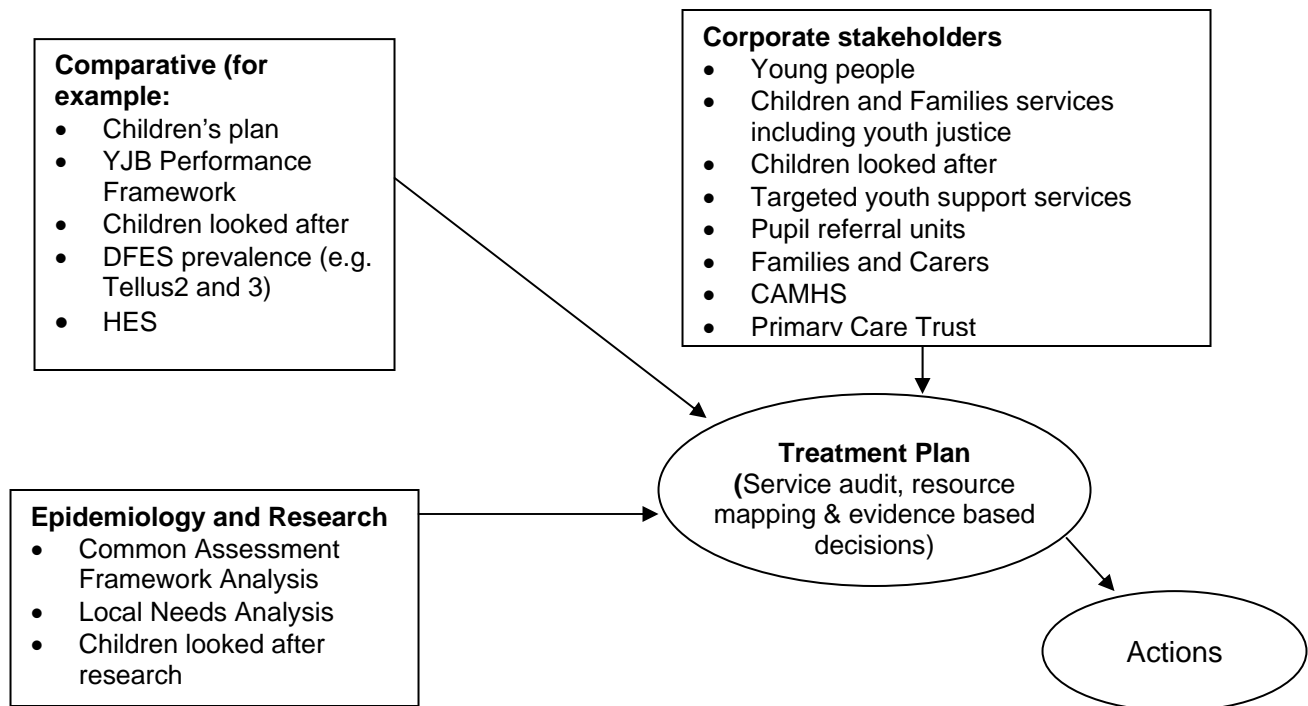 Comparative (for
example:
• Children's plan
• YJB Performance
Framework
• Children looked after
• DFES prevalence (e.g.
Tellus2 and 3)
• HES
Corporate stakeholders
• Young people
• Children and Families services
including youth justice
• Children looked after
• Targeted youth support services
• Pupil referral units
• Families and Carers
• CAMHS
• Primary Care Trust
Treatment Plan
(Service audit, resource
mapping & evidence based
decisions)
Epidemiology and Research
• Common Assessment
Framework Analysis
• Local Needs Analysis
• Children looked after
research
Actions